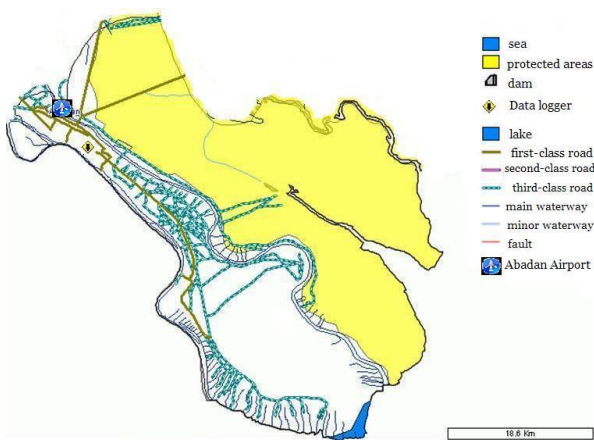 sea
protected areas
dam
Data logger
lake
first-class road
second-class road
third-class road
main waterway
minor waterway
fault
Abadan Airport
18.6 Km